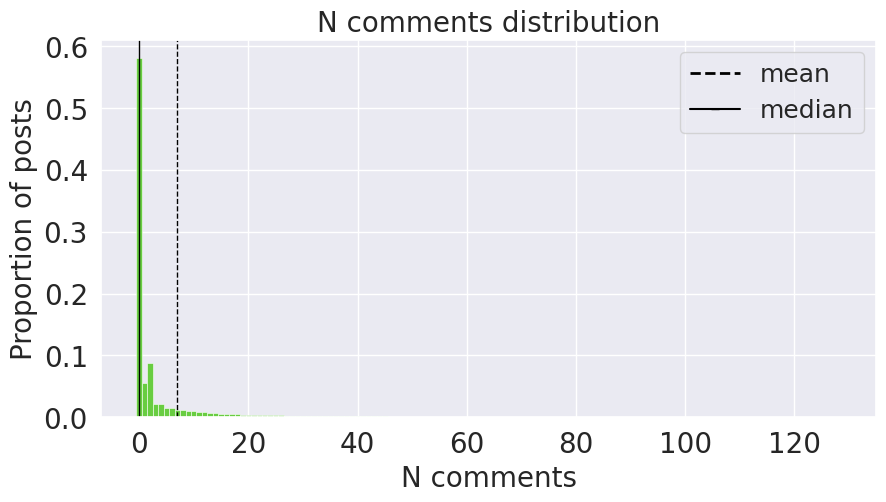 N comments distribution
0.6
0.5
0.4
0.3
0.2
0.1
0.0
Proportion of posts
mean
median
0 20 40 60 80 100 120
N comments